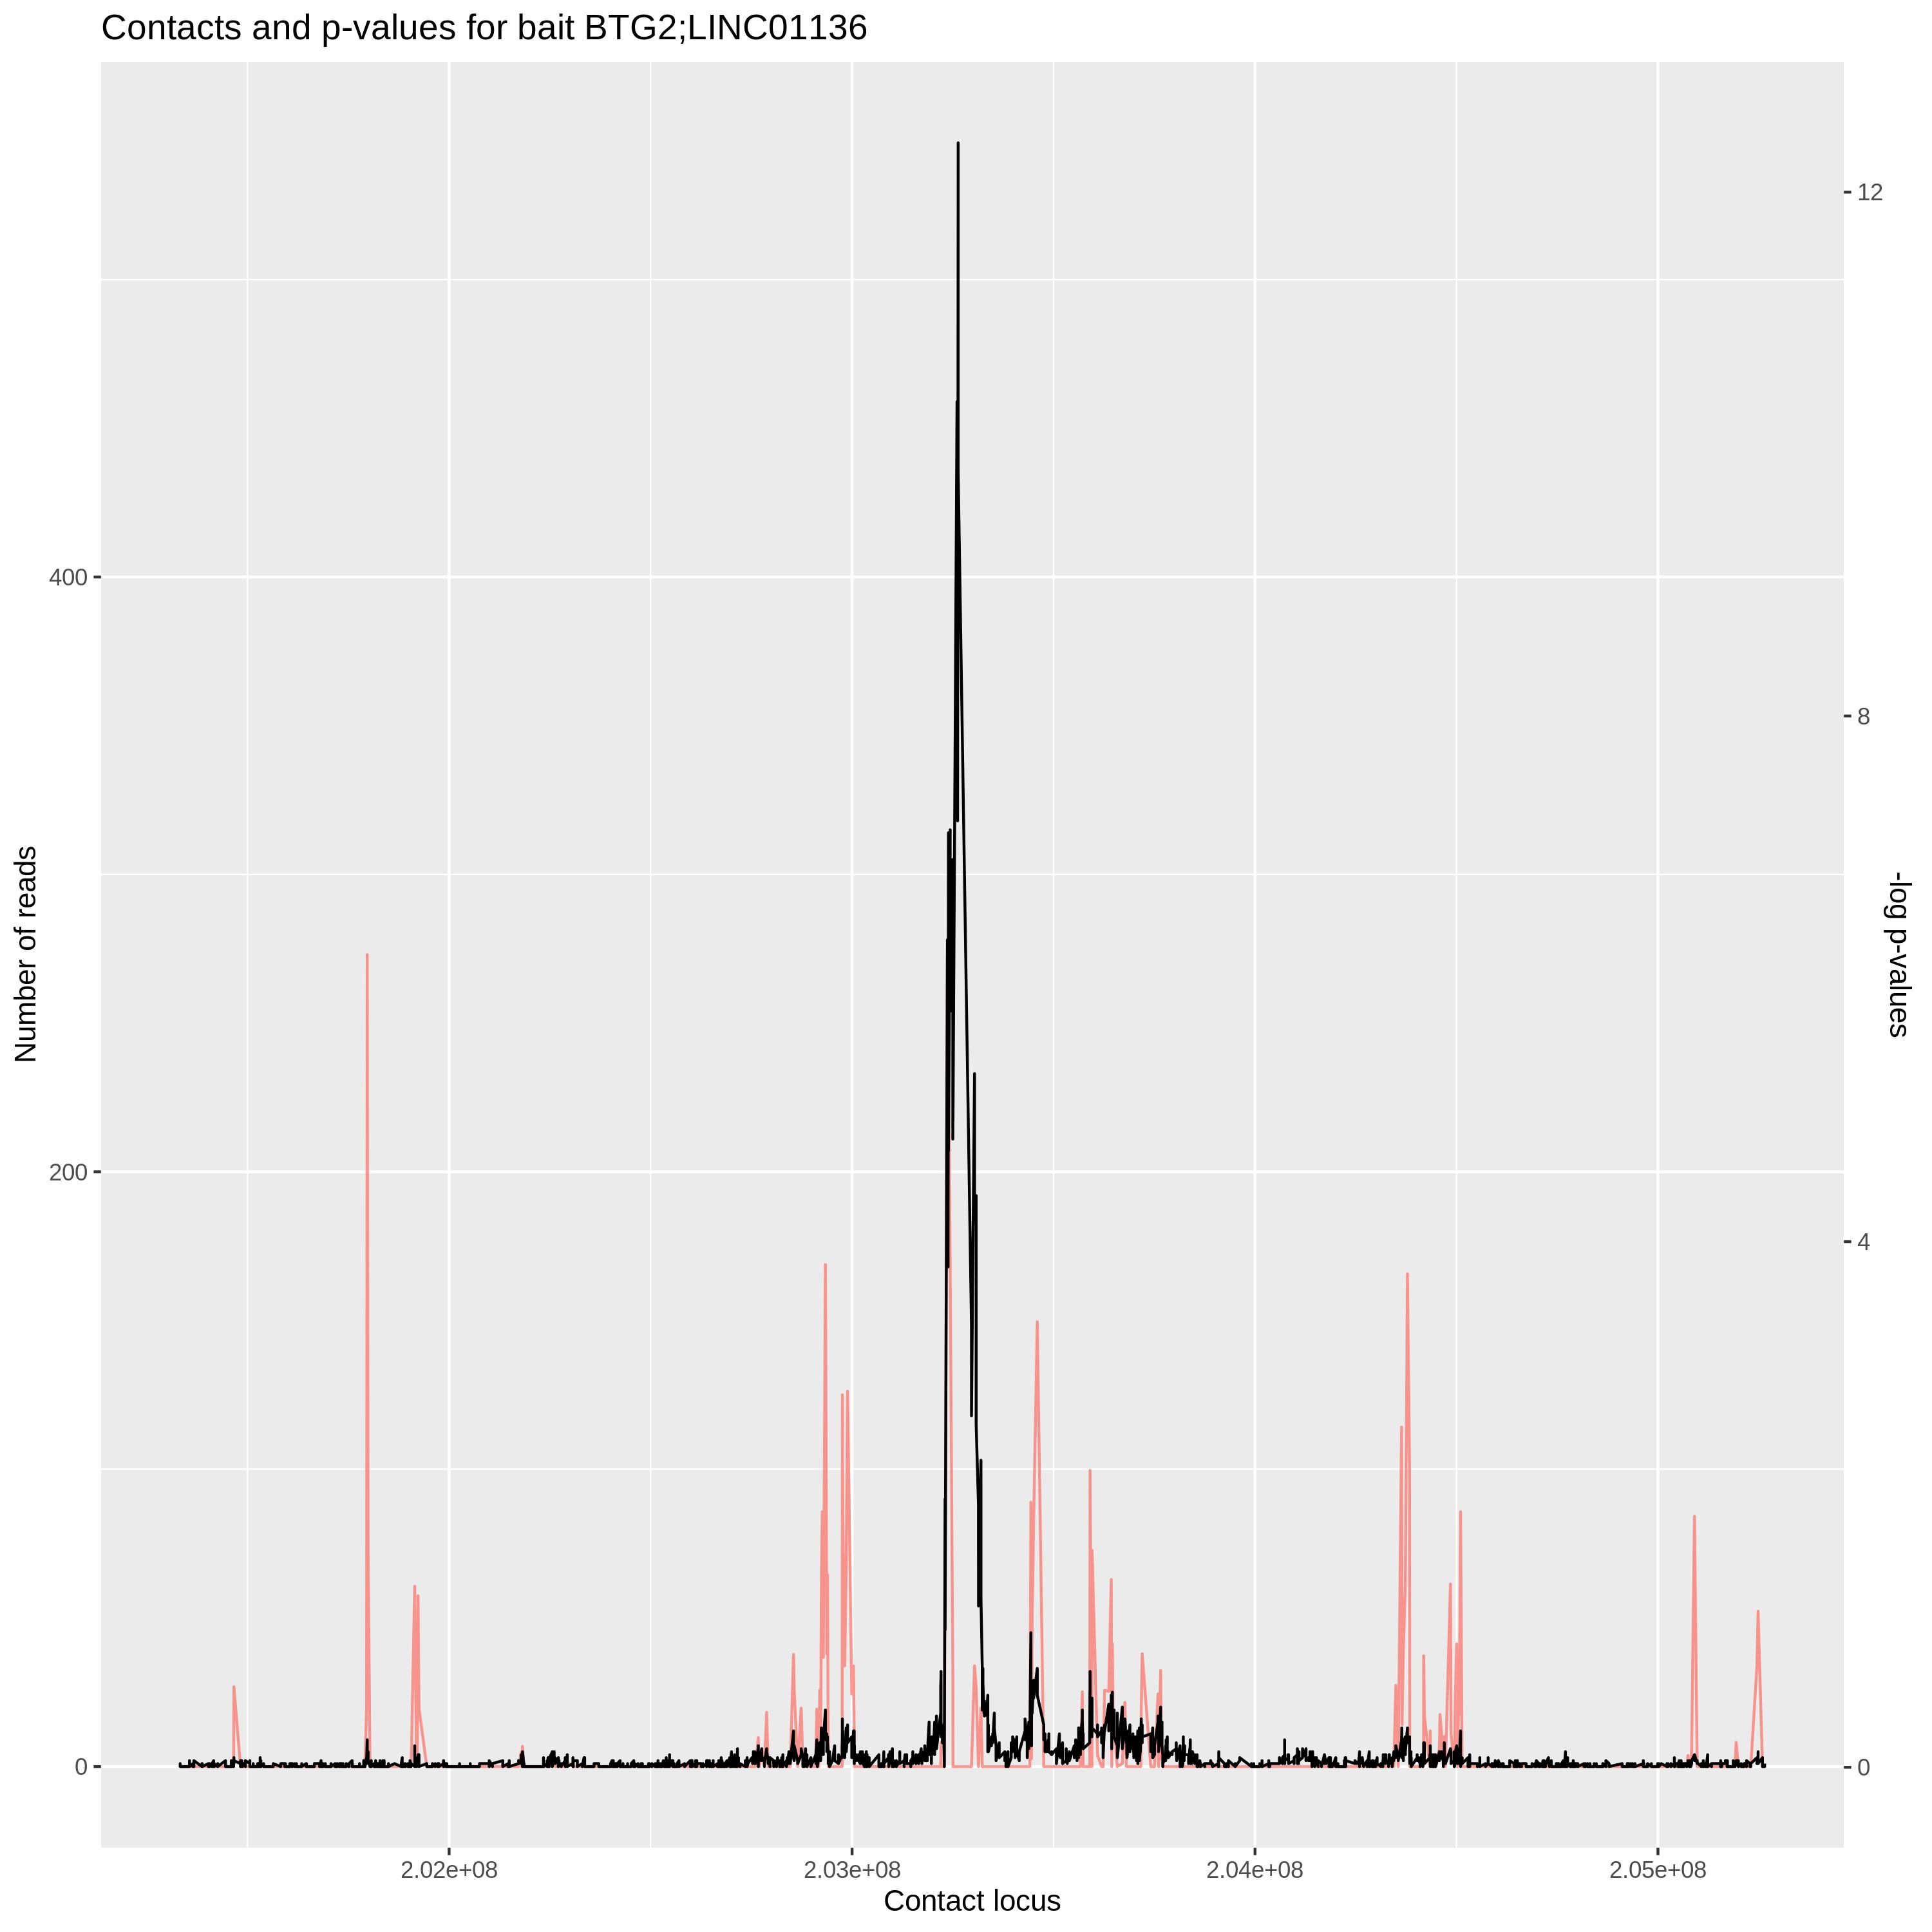 Contacts and p-values for bait BTG2;LINC01136
12
400
8
Number of reads
-log p-values
200
4
0
0
2.02e+08
2.03e+08
2.04e+08
2.05e+08
Contact locus